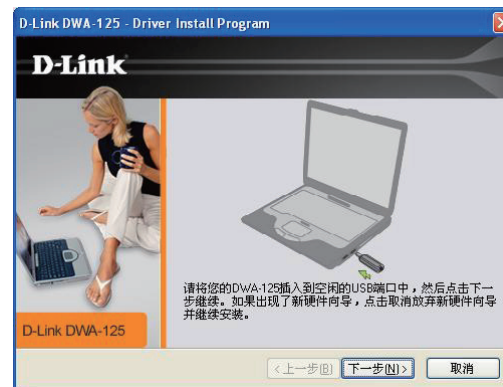 D-Link DWA-125 - Driver Install Program
D-Link
请将您的DWA-125插入到空闲的USB端口中，然后点击下一
步继续。如果出现了新硬件向导，点击取消放弃新硬件向导
并继续安装。
D-Link DWA-125
<上一步(B)
下一步(N)>
取消